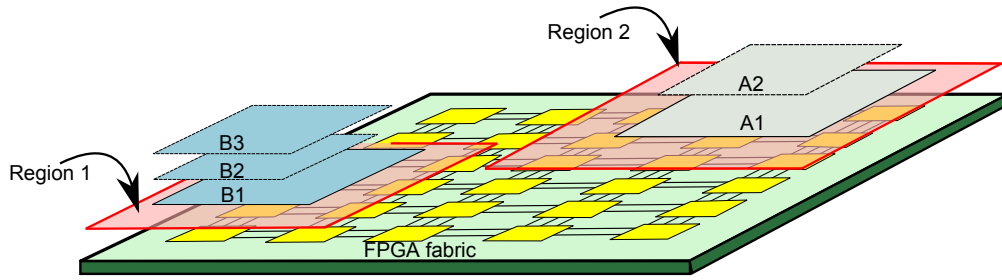 Region 2
A2
A1
B3
B2
B1
Region 1
FPGA fabric